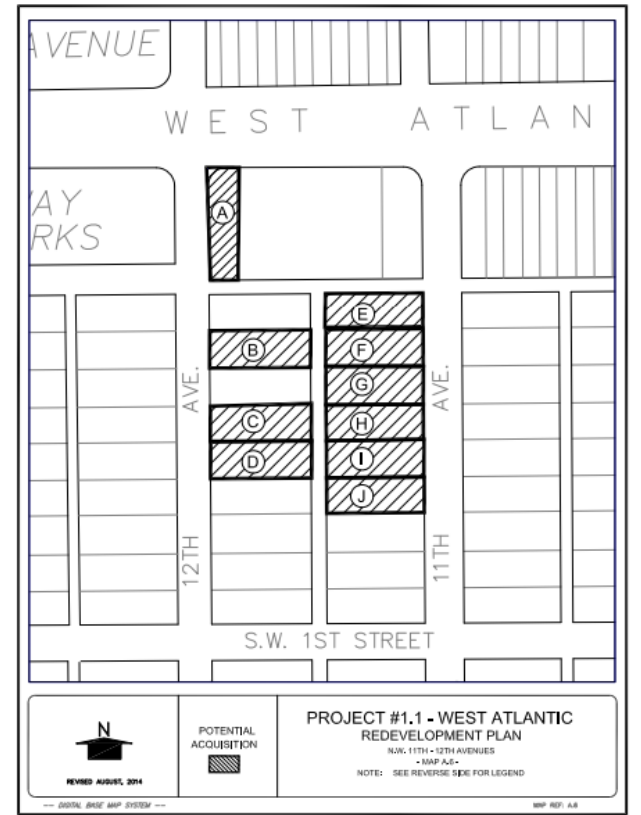 AVENUE
WEST ATLAN
AY
RKS
A
E
B
F
G
AVE.
AVE.
C
H
D
I
J
12TH
11TH
S.W. 1ST STREET
N
REVISED AUGUST, 2014
POTENTIAL
ACQUISITION
PROJECT #1.1 - WEST ATLANTIC
REDEVELOPMENT PLAN
N.W. 11TH - 12TH AVENUES
- MAP A.6 -
NOTE: SEE REVERSE SIDE FOR LEGEND
-- DIGITAL BASE MAP SYSTEM --
MAP REF: A.6